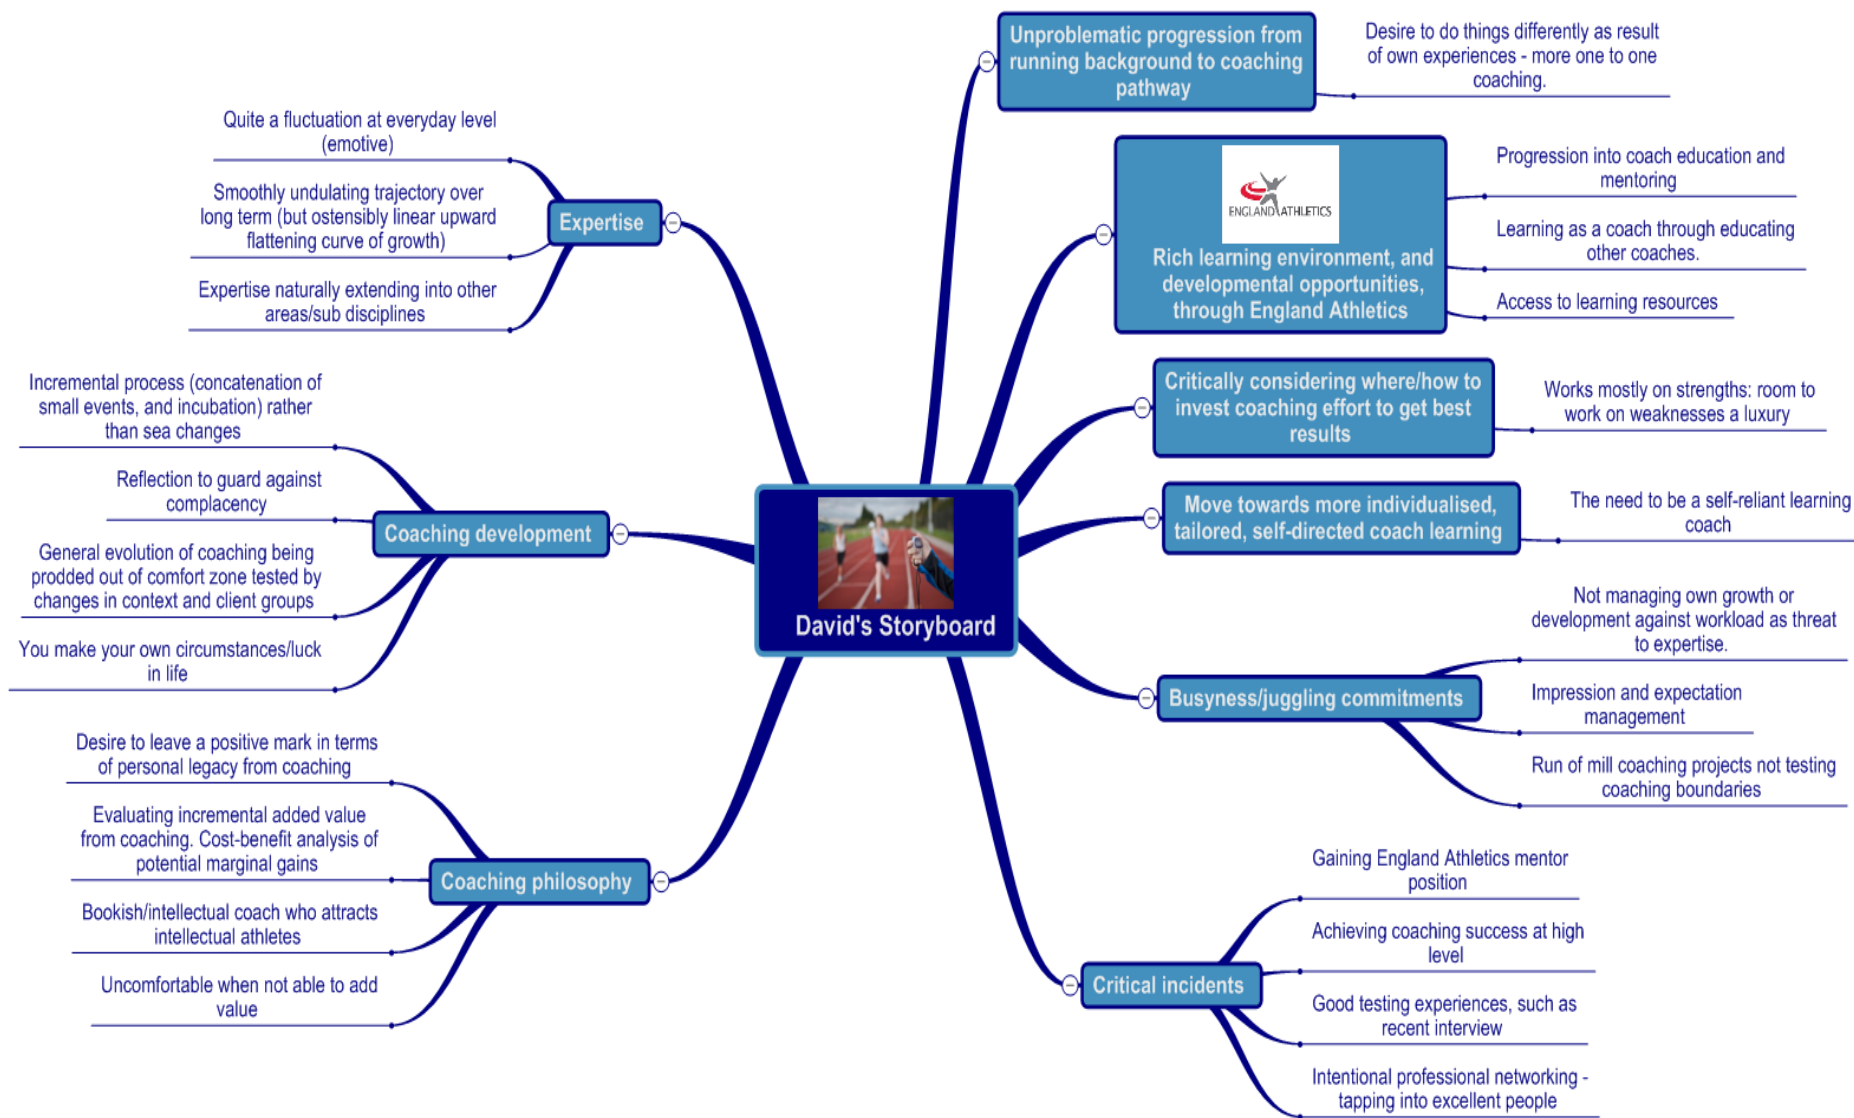 Unproblematic progression from
running background to coaching
pathway
Desire to do things differently as result
of own experiences - more one to one
coaching.
ENGLAND ATHLETICS
Rich learning environment, and
developmental opportunities,
through England Athletics
Progression into coach education and
mentoring
Learning as a coach through educating
other coaches.
Access to learning resources
Critically considering where/how to
invest coaching effort to get best
results
Works mostly on strengths: room to
work on weaknesses a luxury
Move towards more individualised,
tailored, self-directed coach learning
The need to be a self-reliant learning
coach
Busyness/juggling commitments
Not managing own growth or
development against workload as threat
to expertise.
Impression and expectation
management
Run of mill coaching projects not testing
coaching boundaries
Critical incidents
Gaining England Athletics mentor
position
Achieving coaching success at high
level
Good testing experiences, such as
recent interview
Intentional professional networking -
tapping into excellent people
David's Storyboard
Expertise
Quite a fluctuation at everyday level
(emotive)
Smoothly undulating trajectory over
long term (but ostensibly linear upward
flattening curve of growth)
Expertise naturally extending into other
areas/sub disciplines
Coaching development
Incremental process (concatenation of
small events, and incubation) rather
than sea changes
Reflection to guard against
complacency
General evolution of coaching being
prodded out of comfort zone tested by
changes in context and client groups
You make your own circumstances/luck
in life
Coaching philosophy
Desire to leave a positive mark in terms
of personal legacy from coaching
Evaluating incremental added value
from coaching. Cost-benefit analysis of
potential marginal gains
Bookish/intellectual coach who attracts
intellectual athletes
Uncomfortable when not able to add
value